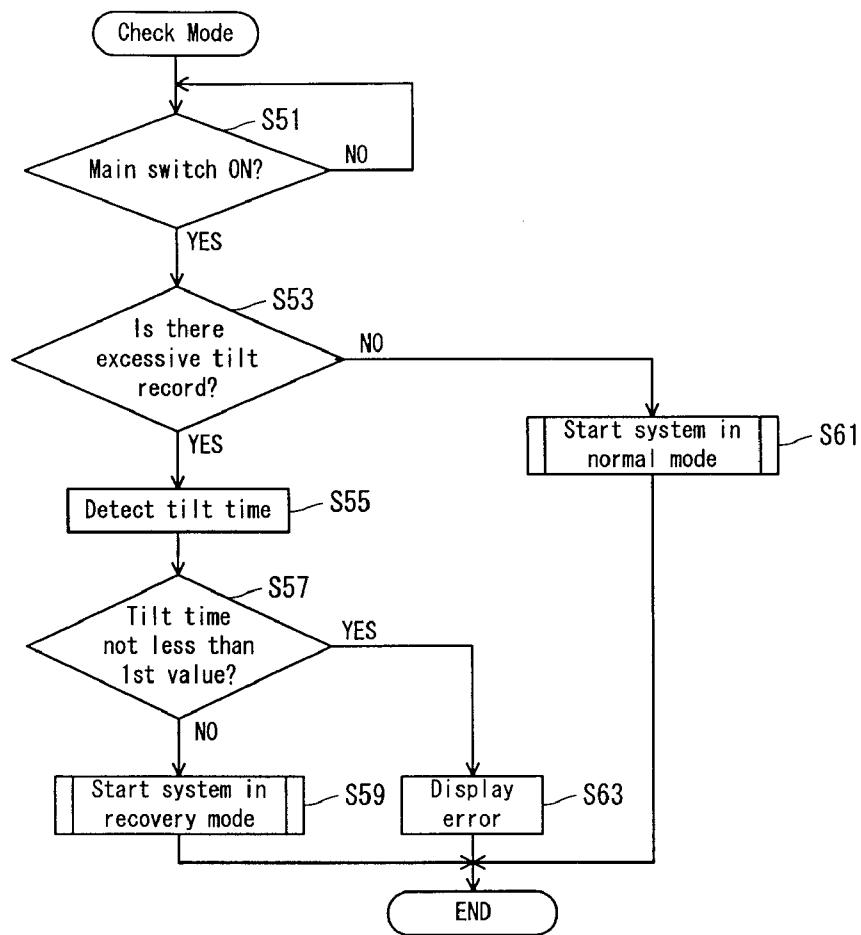 Check Mode
S51
Main switch ON?
NO
YES
S53
Is there
excessive tilt
record?
NO
YES
Start system in
normal mode
S61
Detect tilt time
S55
S57
Tilt time
not less than
1st value?
YES
NO
Start system in
recovery mode
S59
Display
error
S63
END